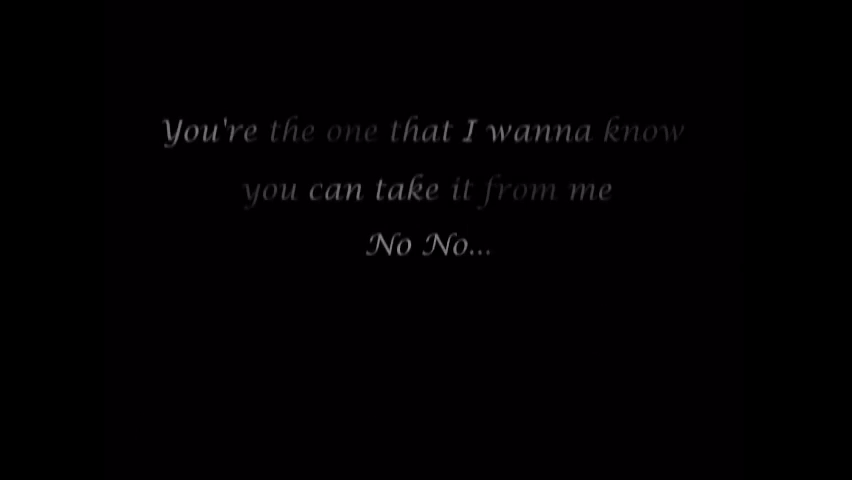 You're the one that I wanna know
you can take it from me
No No...